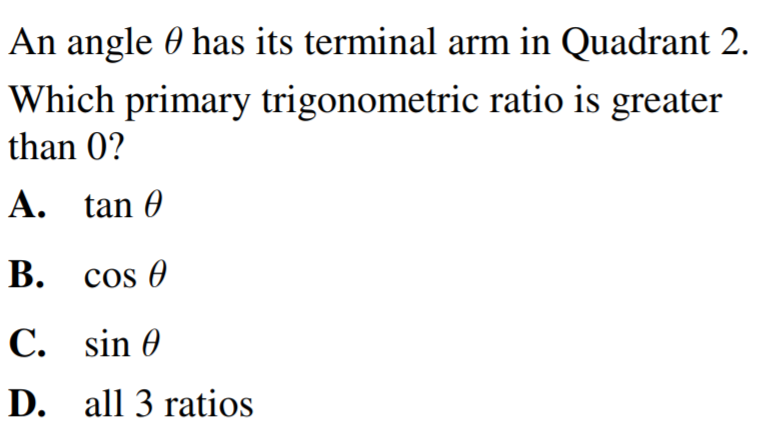 An angle θ has its terminal arm in Quadrant 2.
Which primary trigonometric ratio is greater
than 0?
A. tan θ
B. cos θ
C. sin θ
D. all 3 ratios